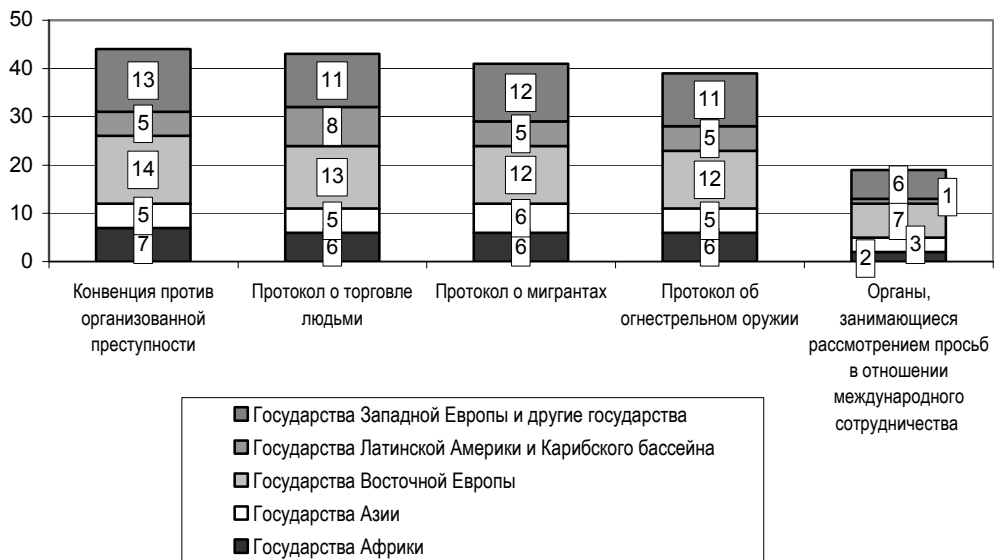 50
40
30
20
10
0
13
5
14
5
7
11
8
13
5
6
12
5
12
6
6
11
5
12
5
6
6
1
7
3
2
Конвенция против
организованной
преступности
Протокол о торговле
людьми
Протокол о мигрантах
Протокол об
огнестрельном оружии
Органы,
занимающиеся
рассмотрением просьб
в отношении
международного
сотрудничества
Государства Западной Европы и другие государства
Государства Латинской Америки и Карибского бассейна
Государства Восточной Европы
Государства Азии
Государства Африки